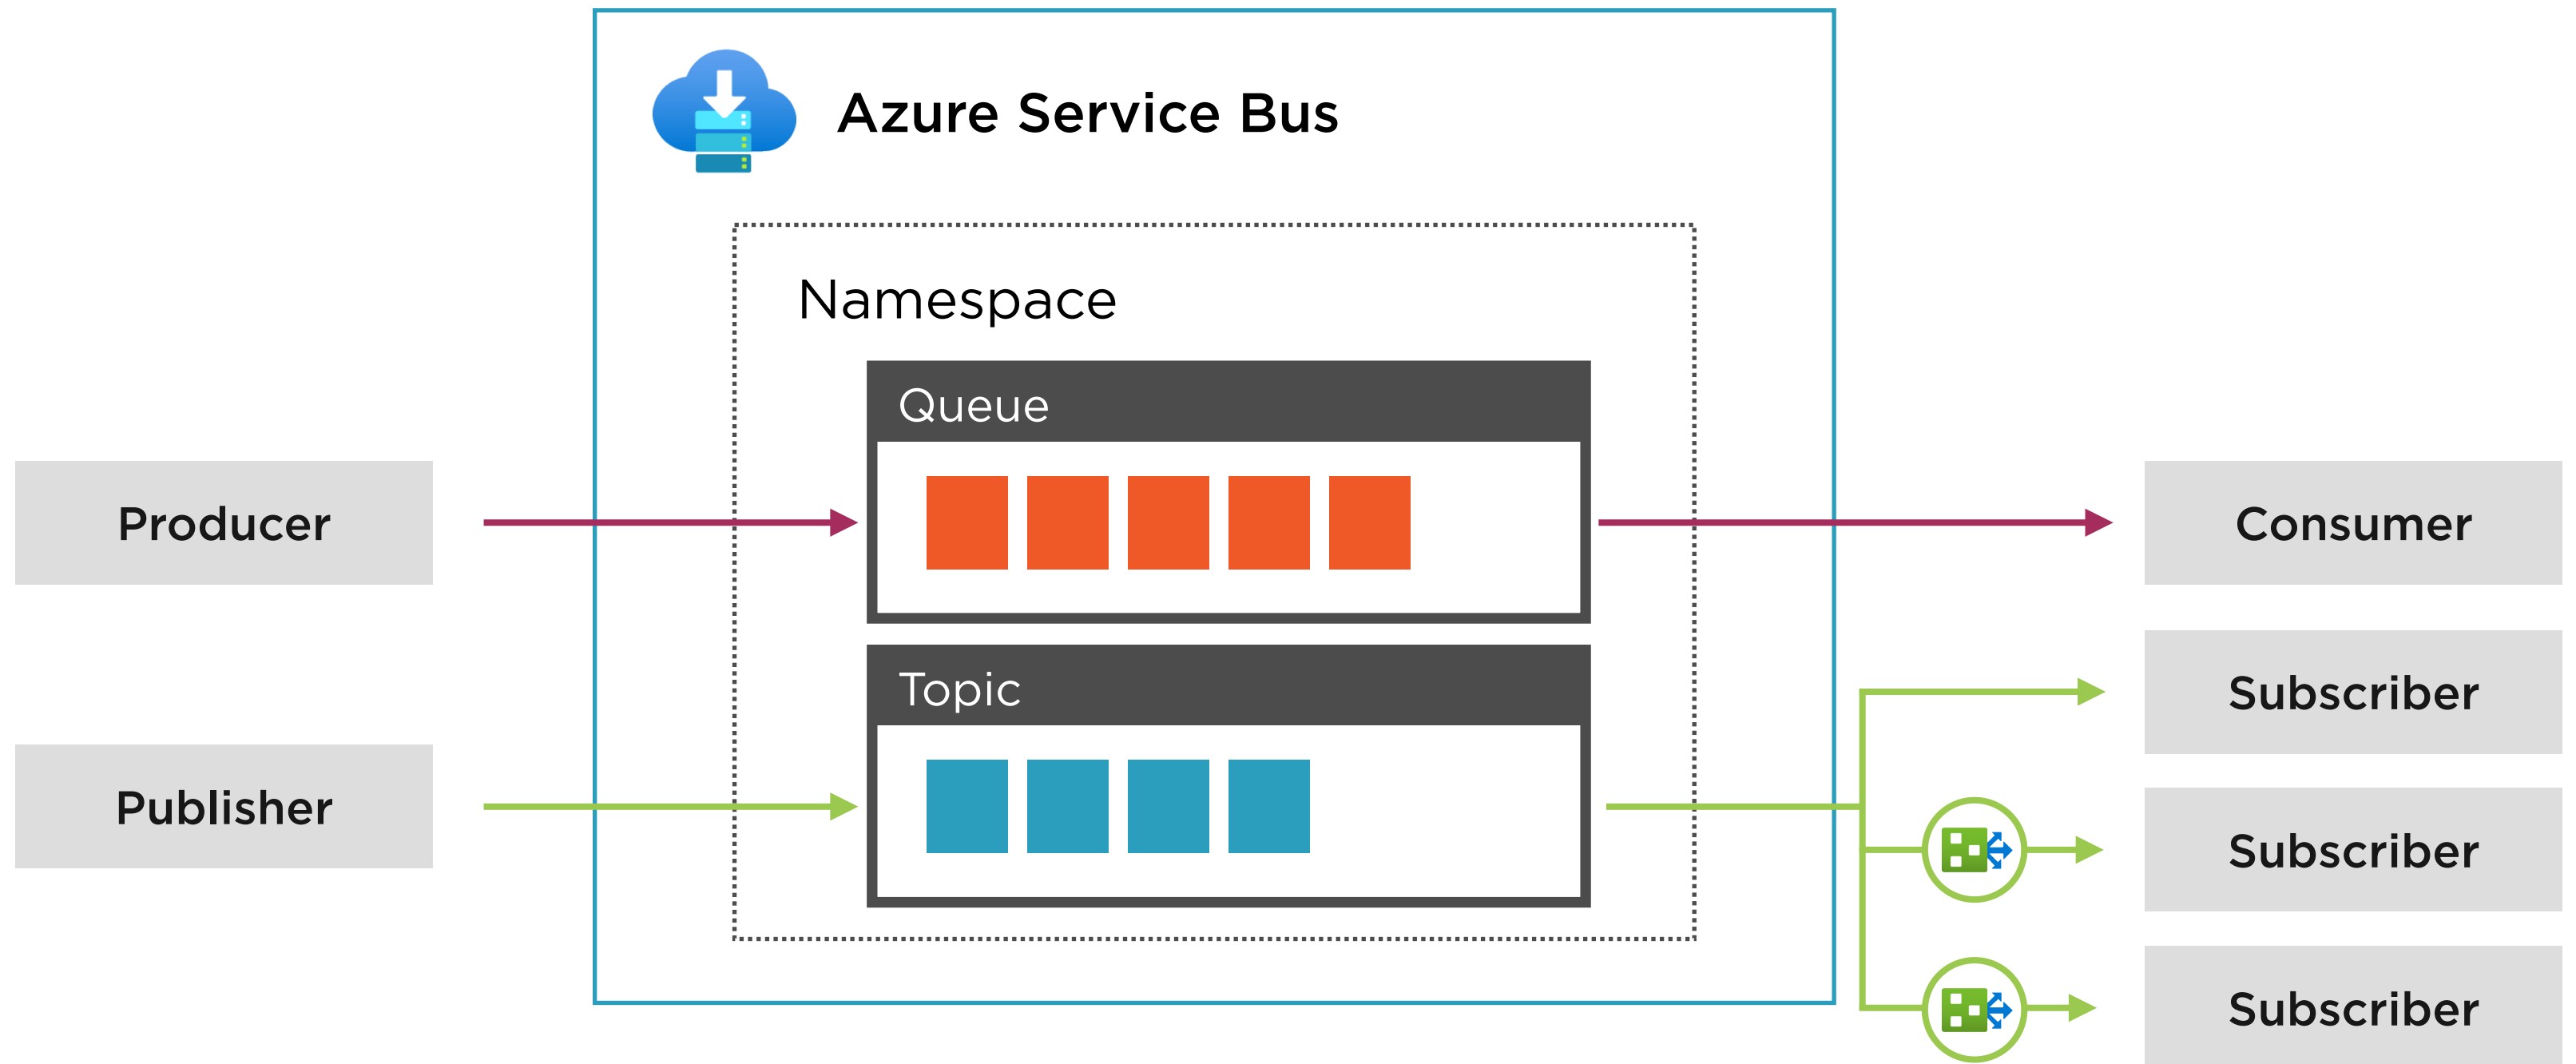 Azure Service Bus
Namespace
Queue
Producer
Consumer
Topic
Subscriber
Publisher
Subscriber
Subscriber